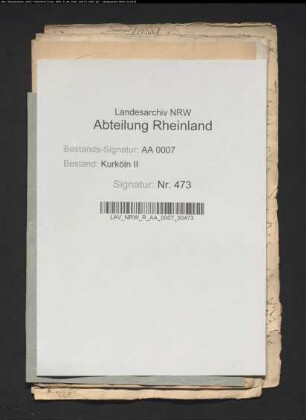 Landesarchiv NRW
Abteilung Rheinland
Bestands-Signatur: AA 0007
Bestand: Kurköln II
Signatur: Nr. 473
LAV_NRW_R_AA_0007_00473